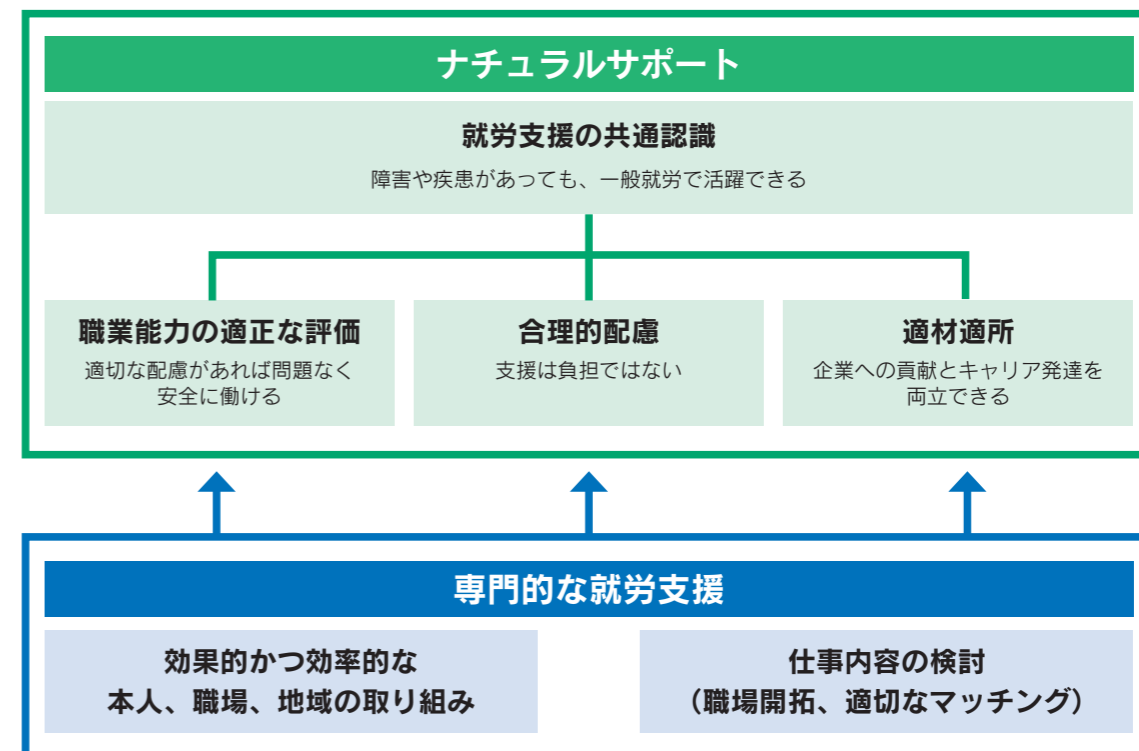 ナチュラルサポート
就労支援の共通認識
障害や疾患があっても、一般就労で活躍できる
職業能力の適正な評価
適切な配慮があれば問題なく
安全に働ける
合理的配慮
支援は負担ではない
適材適所
企業への貢献とキャリア発達を
両立できる
専門的な就労支援
効果的かつ効率的な
本人、職場、地域の取り組み
仕事内容の検討
（職場開拓、適切なマッチング）